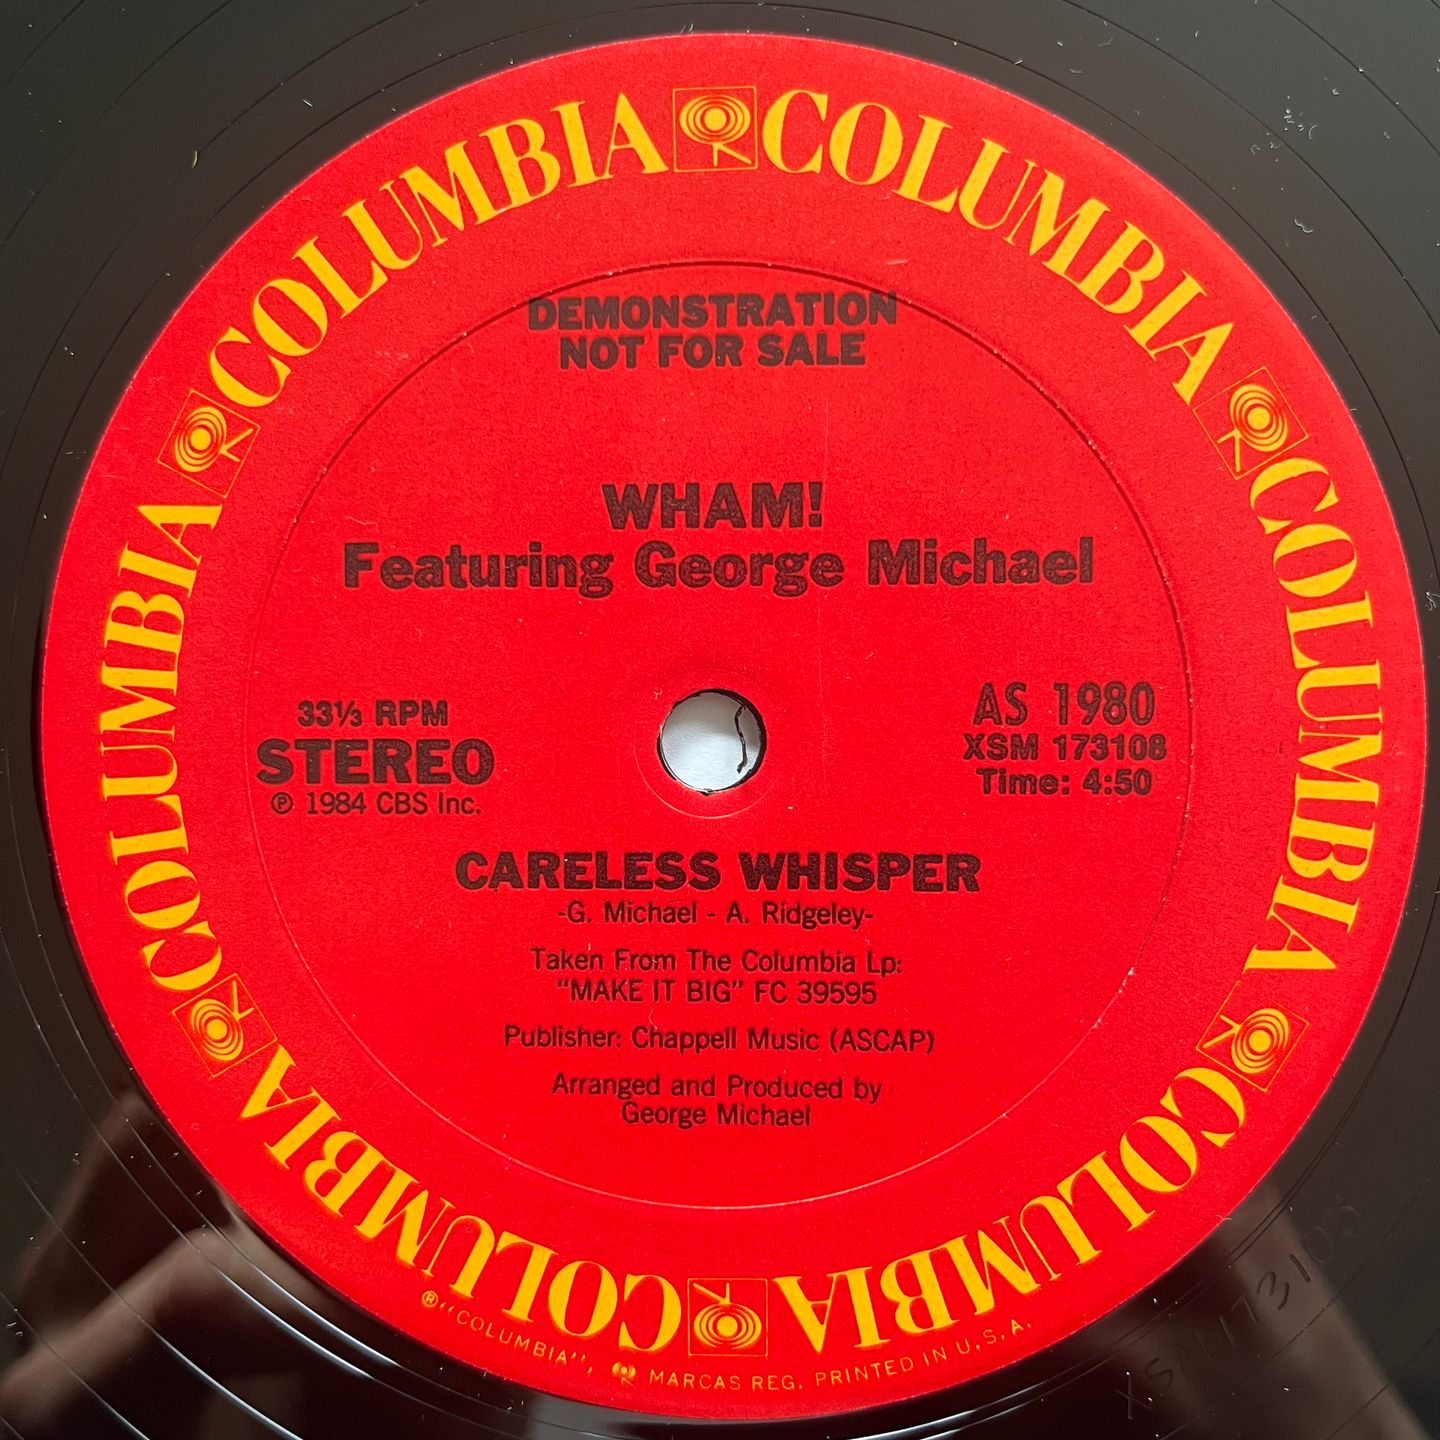 COLUMBIA COLUMBIA COLUMBIA COLUMBIA COLUMBIA COLUMBIA
DEMONSTRATION
NOT FOR SALE
WHAM!
Featuring George Michael
33⅓ RPM
STEREO
℗ 1984 CBS Inc.
AS 1980
XSM 173108
Time: 4:50
CARELESS WHISPER
-G. Michael - A. Ridgeley-
Taken From The Columbia Lp:
"MAKE IT BIG" FC 39595
Publisher: Chappell Music (ASCAP)
Arranged and Produced by
George Michael
®"COLUMBIA", MARCAS REG. PRINTED IN U.S.A.